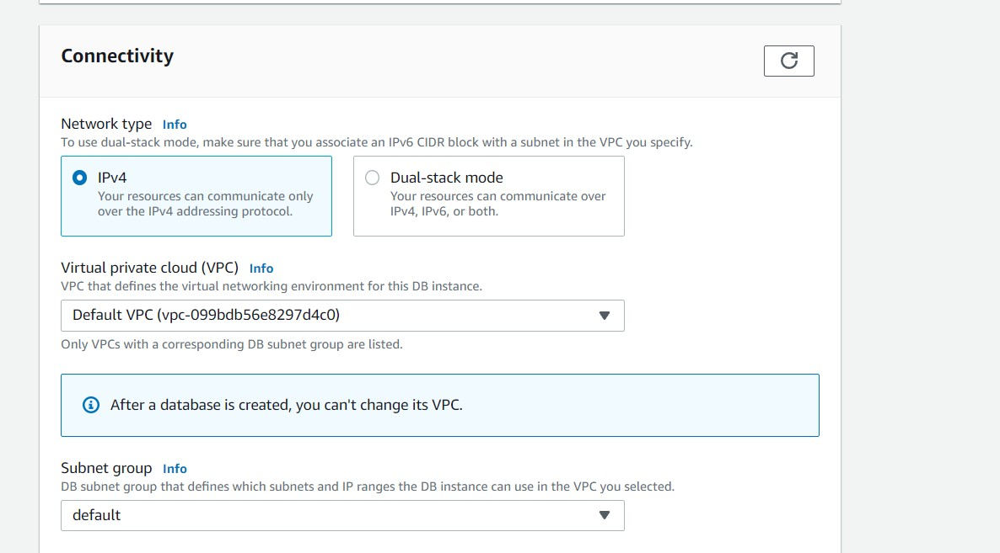 Connectivity
Network type Info
To use dual-stack mode, make sure that you associate an IPv6 CIDR block with a subnet in the VPC you specify.
IPv4
Your resources can communicate only
over the IPv4 addressing protocol.
Dual-stack mode
Your resources can communicate over
IPv4, IPv6, or both.
Virtual private cloud (VPC) Info
VPC that defines the virtual networking environment for this DB instance.
Default VPC (vpc-099bdb56e8297d4c0)
Only VPCs with a corresponding DB subnet group are listed.
After a database is created, you can't change its VPC.
Subnet group Info
DB subnet group that defines which subnets and IP ranges the DB instance can use in the VPC you selected.
default